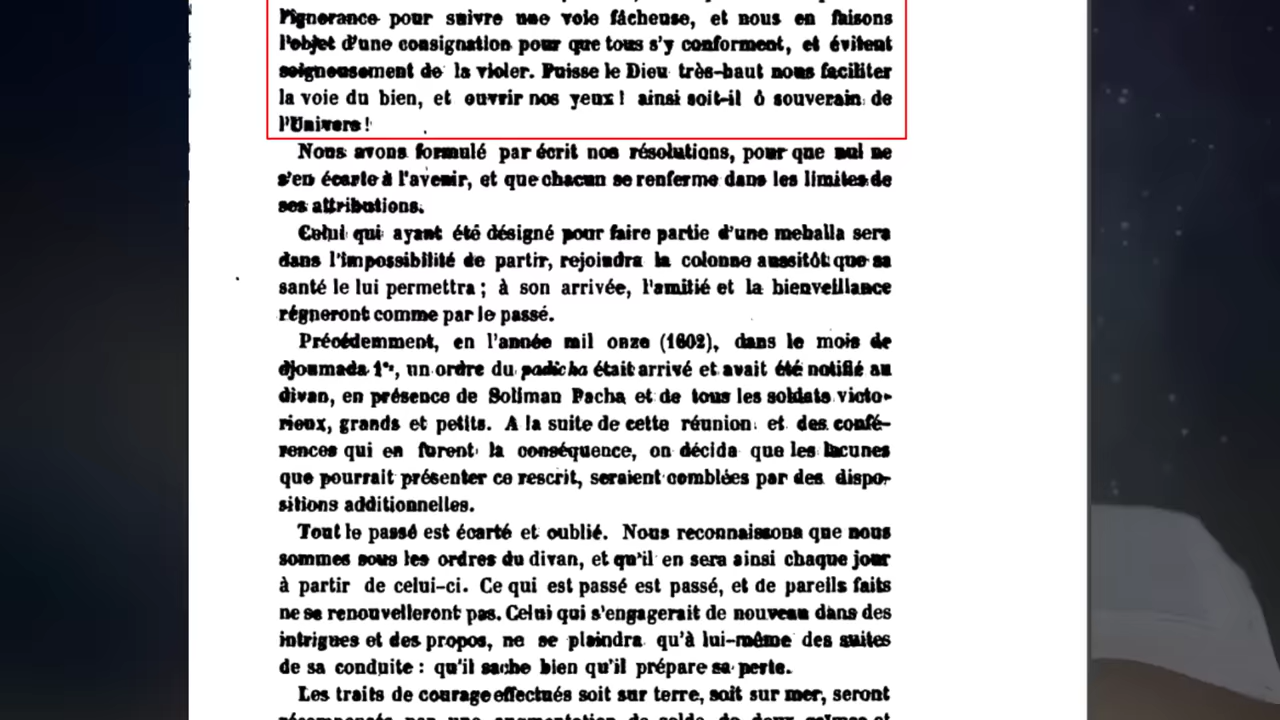 l'ignorance pour suivre une voie fâcheuse, et nous en faisons
l'objet d'une consignation pour que tous s'y conforment, et évitent
soigneusement de la violer. Puisse le Dieu très-haut nous faciliter
la voie du bien, et ouvrir nos yeux! ainsi soit-il ô souverain de
l'Univers!
Nous avons formulé par écrit nos résolutions, pour que nul ne
s'en écarte à l'avenir, et que chacun se renferme dans les limites de
ses attributions.
Celui qui ayant été désigné pour faire partie d'une mehalla sera
dans l'impossibilité de partir, rejoindra la colonne aussitôt que sa
santé le lui permettra; à son arrivée, l'amitié et la bienveillance
régneront comme par le passé.
Précédemment, en l'année mil onze (1602), dans le mois de
djoumada 1er, un ordre du padicha était arrivé et avait été notifié au
divan, en présence de Soliman Pacha et de tous les soldats victo-
rieux, grands et petits. A la suite de cette réunion et des confé-
rences qui en furent la conséquence, on décida que les lacunes
que pourrait présenter ce rescrit, seraient comblées par des dispo-
sitions additionnelles.
Tout le passé est écarté et oublié. Nous reconnaissons que nous
sommes sous les ordres du divan, et qu'il en sera ainsi chaque jour
à partir de celui-ci. Ce qui est passé est passé, et de pareils faits
ne se renouvelleront pas. Celui qui s'engagerait de nouveau dans des
intrigues et des propos, ne se plaindra qu'à lui-même des suites
de sa conduite : qu'il sache bien qu'il prépare sa perte.
Les traits de courage effectués soit sur terre, soit sur mer, seront
récompensés par une augmentation de solde de deux saïmes et